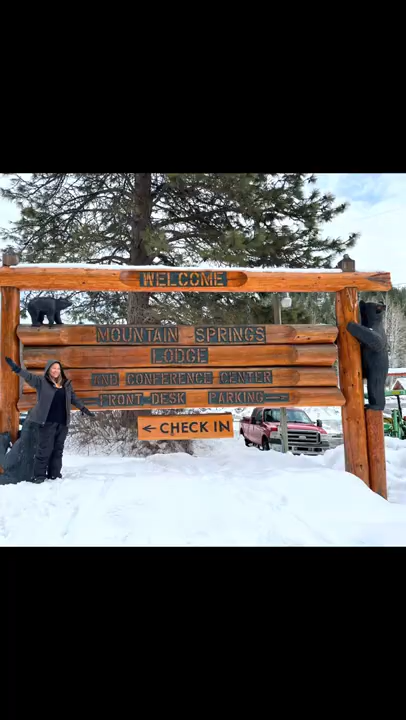 WELCOME
MOUNTAIN SPRINGS
LODGE
AND CONFERENCE CENTER
FRONT DESK PARKING→
← CHECK IN